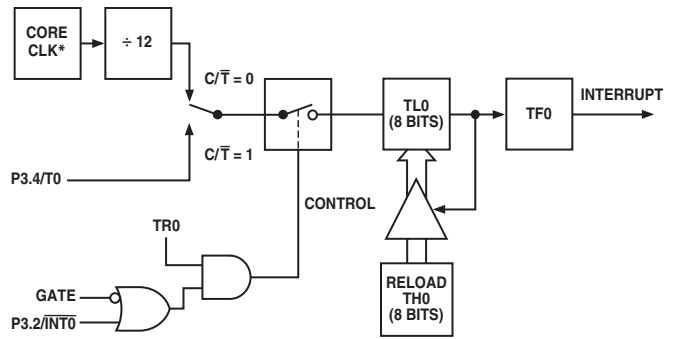 CORE
CLK*
÷ 12
C/T̅ = 0
TL0
(8 BITS)
TF0
INTERRUPT
C/T̅ = 1
P3.4/T0
CONTROL
TR0
GATE
P3.2/I̅N̅T̅0̅
RELOAD
TH0
(8 BITS)